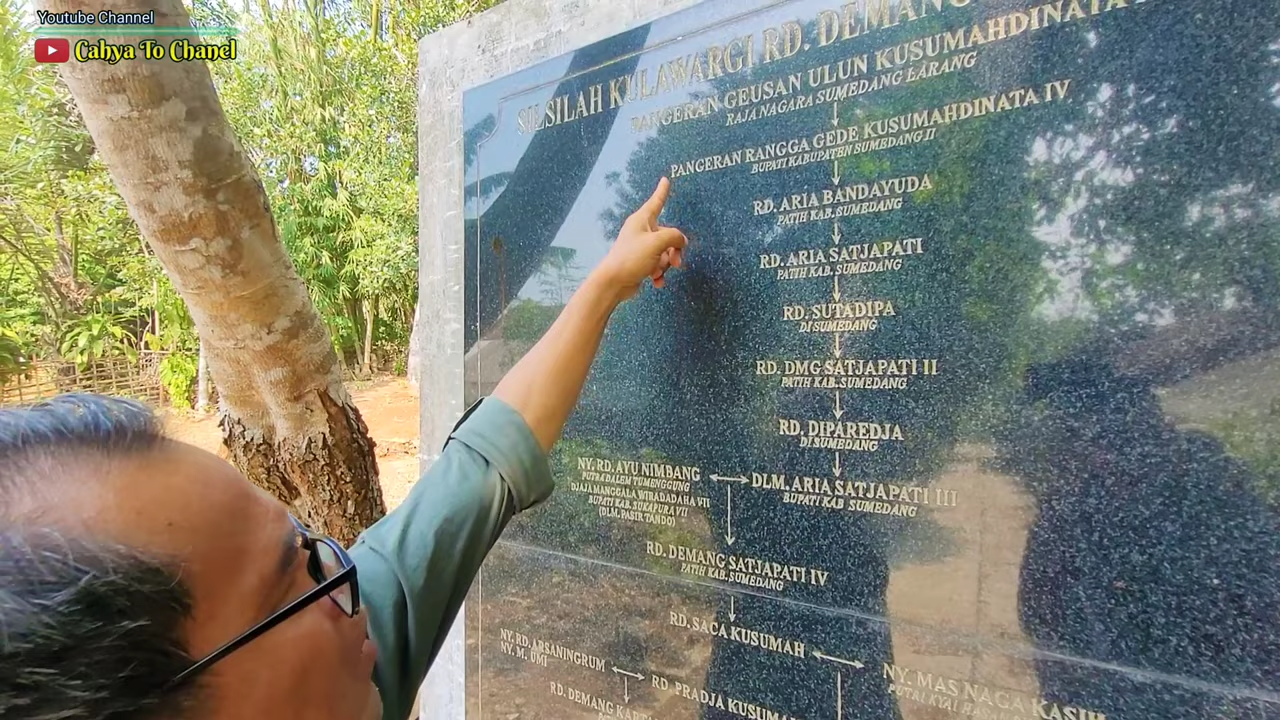 Youtube Channel
Cahya To Chanel
SILSILAH KULAWARGI RD. DEMANG
PANGERAN GEUSAN ULUN KUSUMAHDINATA
RAJA NAGARA SUMEDANG LARANG
PANGERAN RANGGA GEDE KUSUMAHDINATA IV
BUPATI KABUPATEN SUMEDANG II
RD. ARIA BANDAYUDA
PATIH KAB. SUMEDANG
RD. ARIA SATJAPATI
PATIH KAB. SUMEDANG
RD. SUTADIPA
DI SUMEDANG
RD. DMG SATJAPATI II
PATIH KAB. SUMEDANG
RD. DIPAREDJA
DI SUMEDANG
NY. RD. AYU NIMBANG
PUTRA DALEM TUMENGGUNG
DJAJA MANGGALA WIRADADAHA VII
BUPATI KAB. SUKAPURA VII
(DLM. PASIR TANDO)
DLM. ARIA SATJAPATI III
BUPATI KAB. SUMEDANG
RD. DEMANG SATJAPATI IV
PATIH KAB. SUMEDANG
RD. SACA KUSUMAH
NY. RD. ARSANINGRUM
NY. M. UMI
RD. PRADJA KUSUMAH
NY. MAS NAGA KASIH
PUTRI KYAI
RD. DEMANG